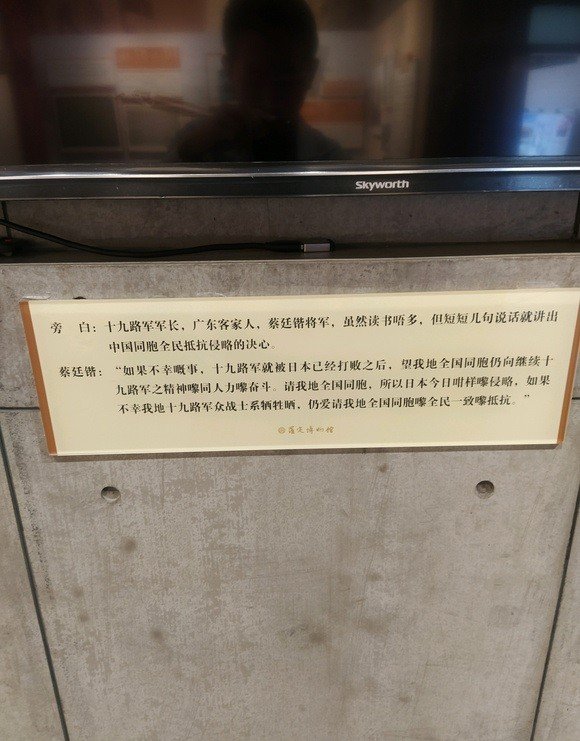 Skyworth
旁 白：十九路军军长，广东客家人，蔡廷锴将军，虽然读书唔多，但短短几句说话就讲出
中国同胞全民抵抗侵略的决心。
蔡廷锴：“如果不幸嘅事，十九路军就被日本已经打败之后，望我地全国同胞仍向继续十
九路军之精神嚟同人力嚟奋斗。请我地全国同胞，所以日本今日咁样嚟侵略，如果
不幸我地十九路军众战士系牺牲晒，仍爱请我地全国同胞嚟全民一致嚟抵抗。”
建川博物馆